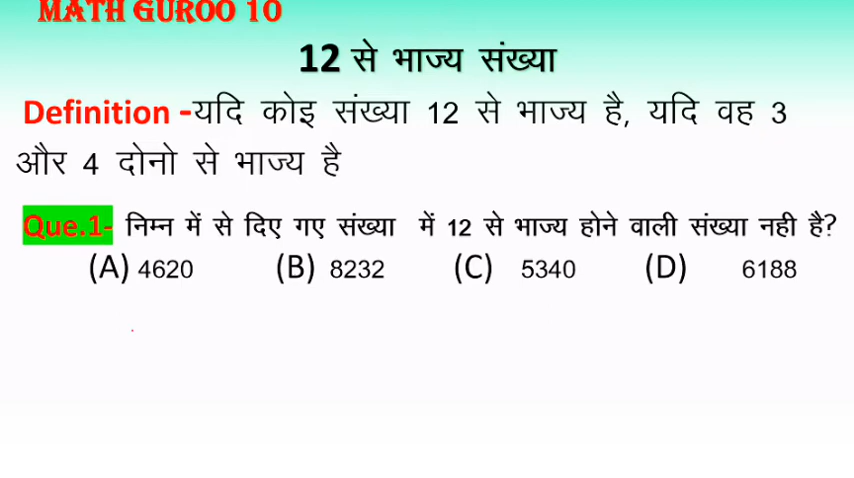 MATH GUROO 10
12 से भाज्य संख्या
Definition -यदि कोइ संख्या 12 से भाज्य है, यदि वह 3
और 4 दोनो से भाज्य है
Que.1- निम्न में से दिए गए संख्या में 12 से भाज्य होने वाली संख्या नही है?
(A) 4620 (B) 8232 (C) 5340 (D) 6188